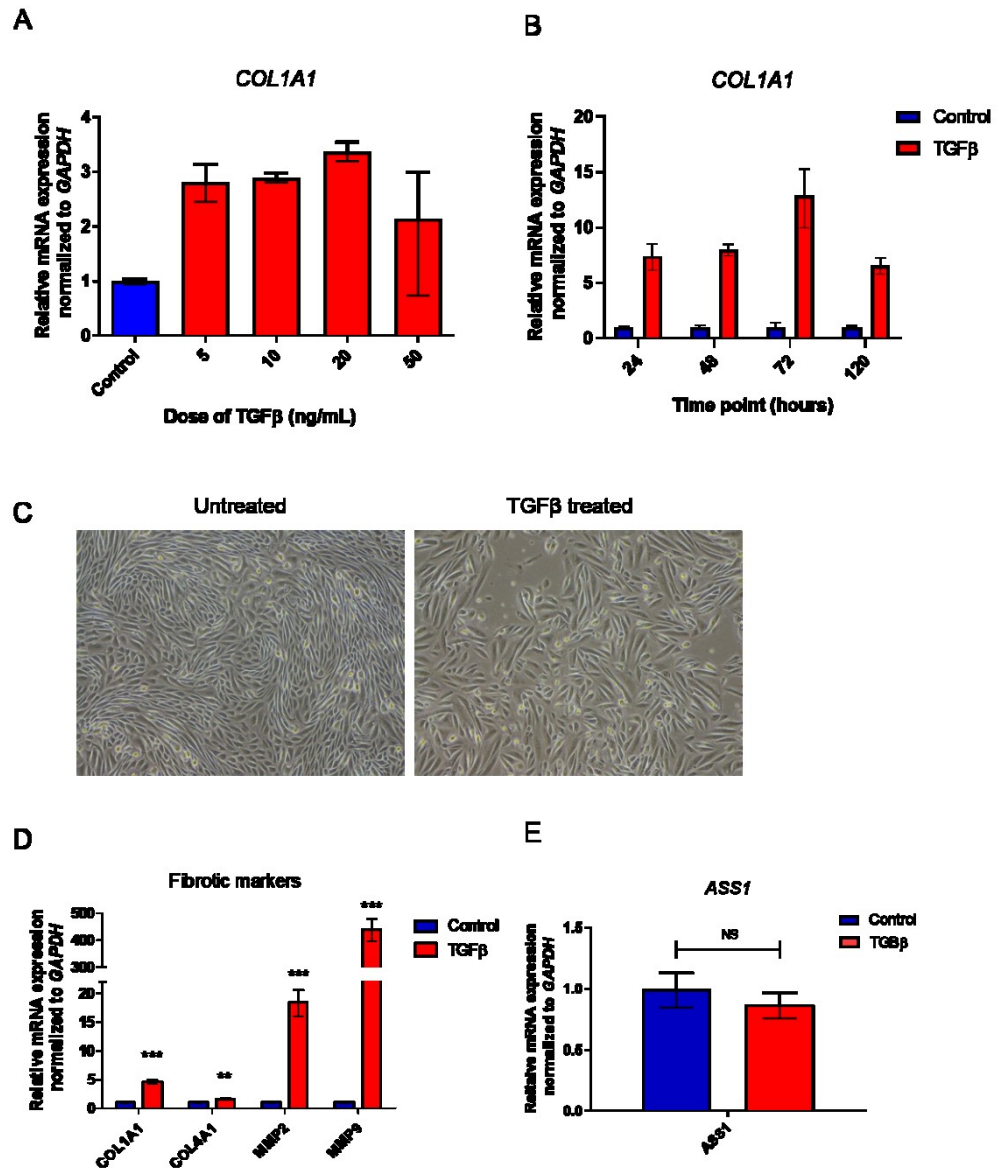 A
COL1A1
Relative mRNA expression
normalized to GAPDH
4
3
2
1
0
Control
5
10
20
50
Dose of TGFβ (ng/mL)
B
COL1A1
Relative mRNA expression
normalized to GAPDH
20
15
10
5
0
24
48
72
120
Time point (hours)
Control
TGFβ
C
Untreated
TGFβ treated
D
Fibrotic markers
Relative mRNA expression
normalized to GAPDH
500
400
300
20
15
10
5
0
***
**
***
***
COL1A1
COL4A1
MMP2
MMP9
Control
TGFβ
E
ASS1
Reltaive mRNA expression
normalized to GAPDH
1.5
1.0
0.5
0.0
NS
ASS1
Control
TGBβ